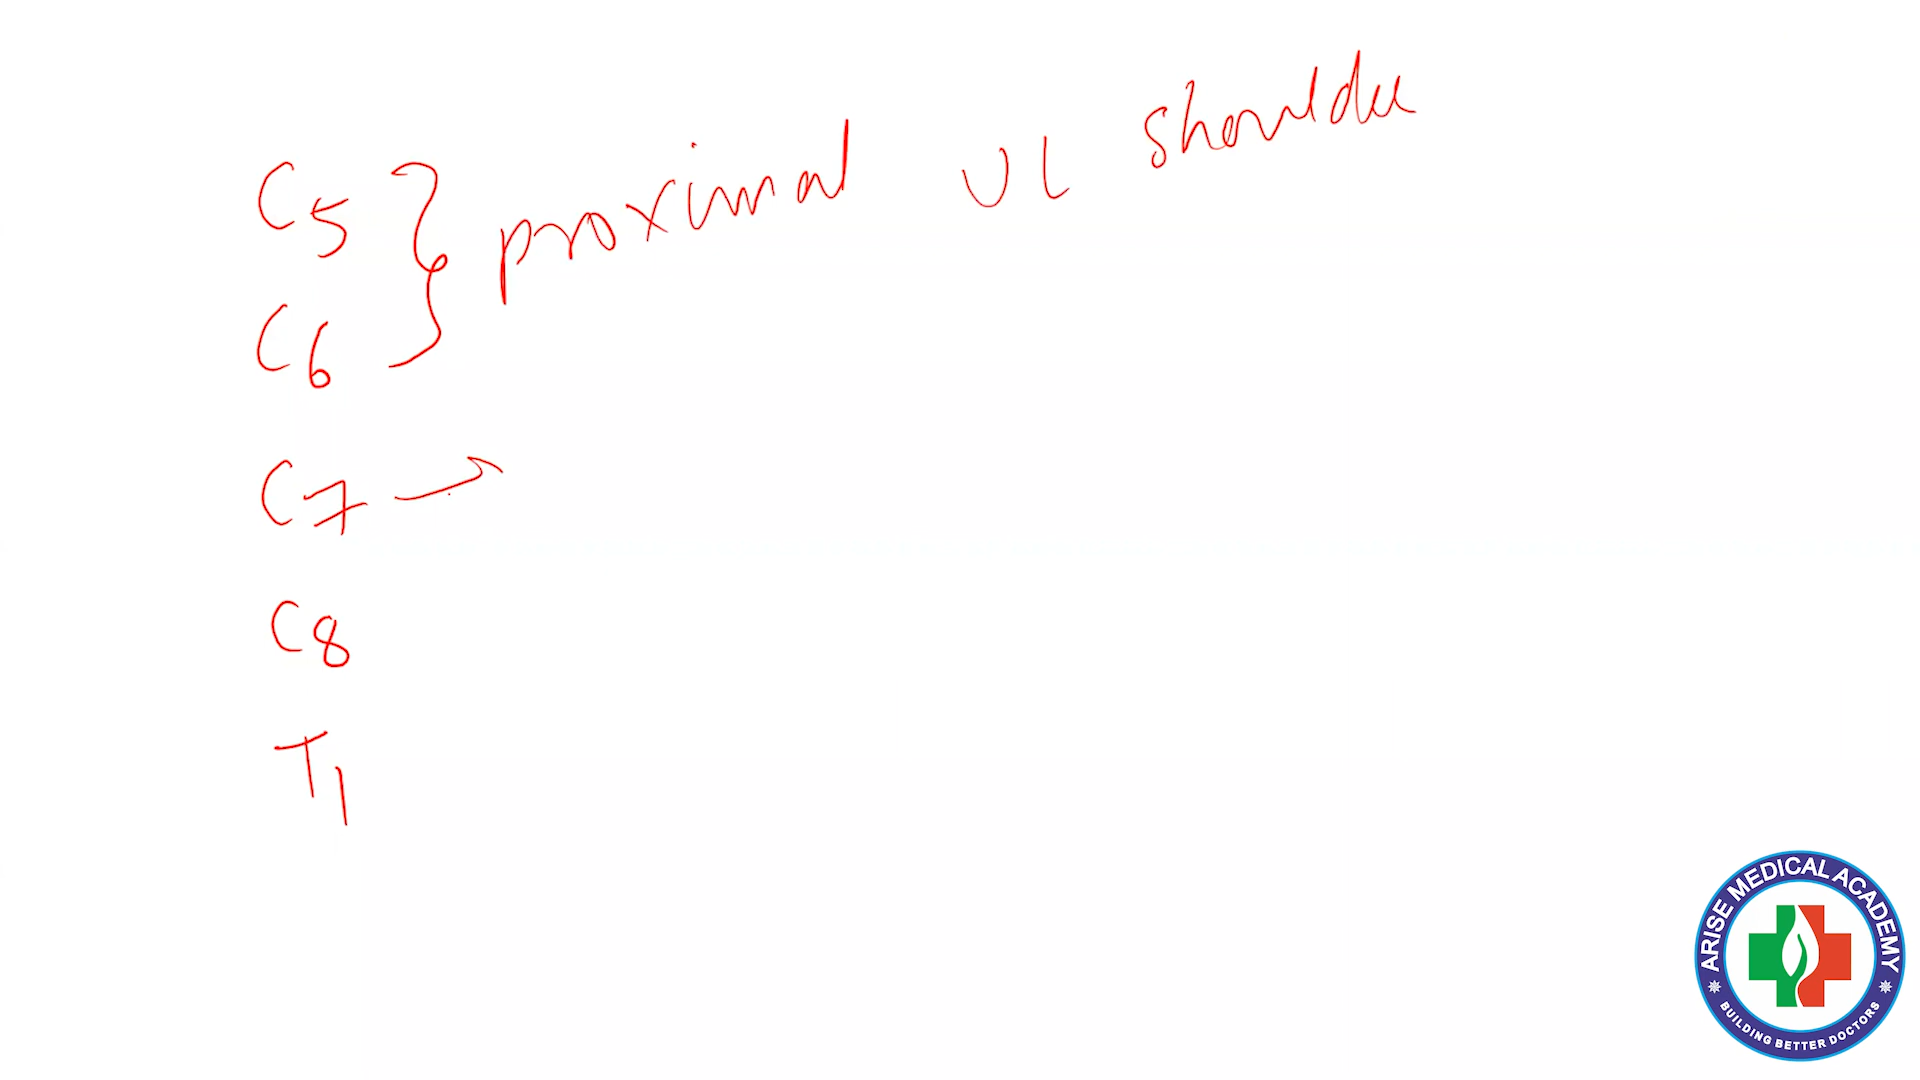 C5 } proximal UL shoulder
C6
C7 →
C8
T1
ARISE MEDICAL ACADEMY
BUILDING BETTER DOCTORS